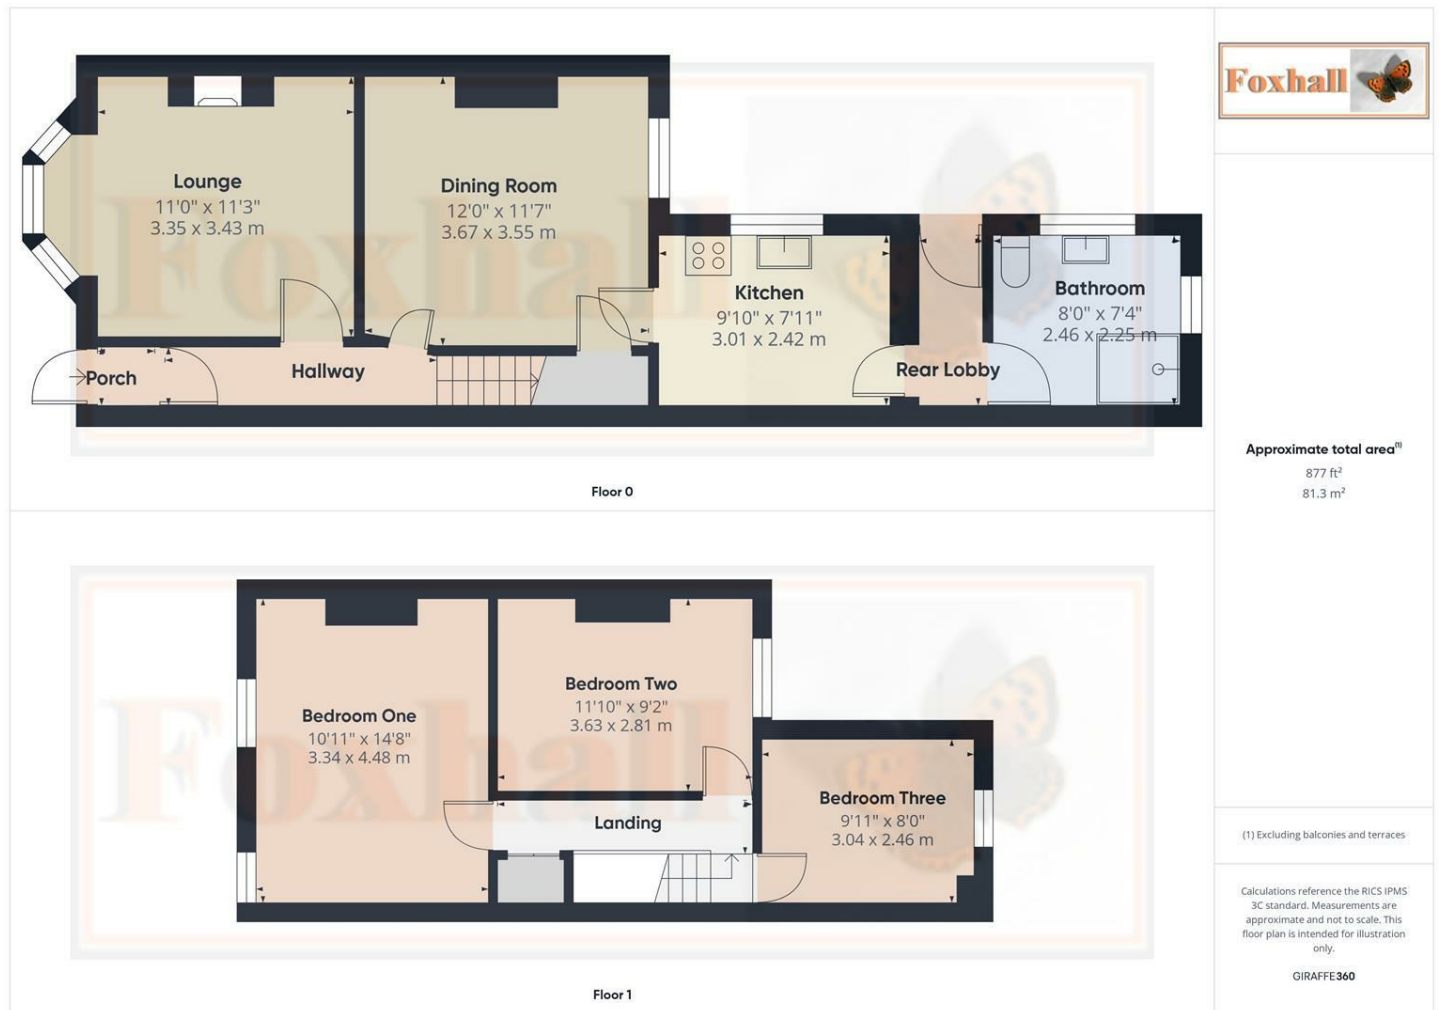 Foxhall
Lounge
11'0" x 11'3"
3.35 x 3.43 m
Dining Room
12'0" x 11'7"
3.67 x 3.55 m
Kitchen
9'10" x 7'11"
3.01 x 2.42 m
Bathroom
8'0" x 7'4"
2.46 x 2.25 m
Porch
Hallway
Rear Lobby
Foxhall
Floor 0
Bedroom One
10'11" x 14'8"
3.34 x 4.48 m
Bedroom Two
11'10" x 9'2"
3.63 x 2.81 m
Bedroom Three
9'11" x 8'0"
3.04 x 2.46 m
Landing
Foxhall
Floor 1
Approximate total area(1)
877 ft²
81.3 m²
(1) Excluding balconies and terraces
Calculations reference the RICS IPMS
3C standard. Measurements are
approximate and not to scale. This
floor plan is intended for illustration
only.
GIRAFFE360